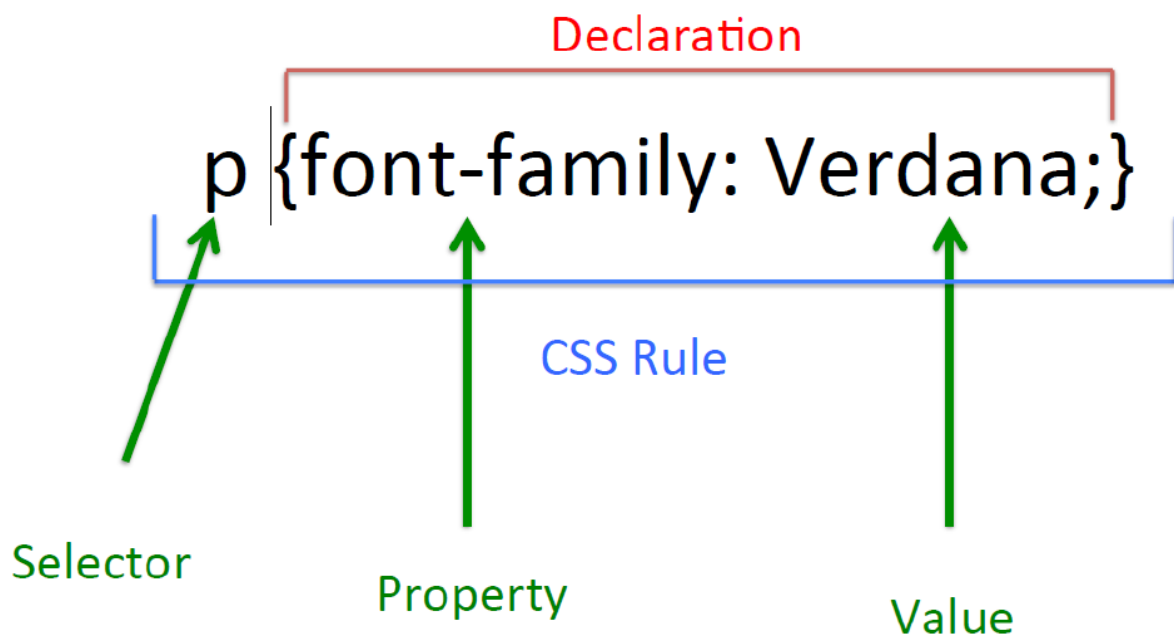 Declaration
p {font-family: Verdana;}
CSS Rule
Selector
Property
Value